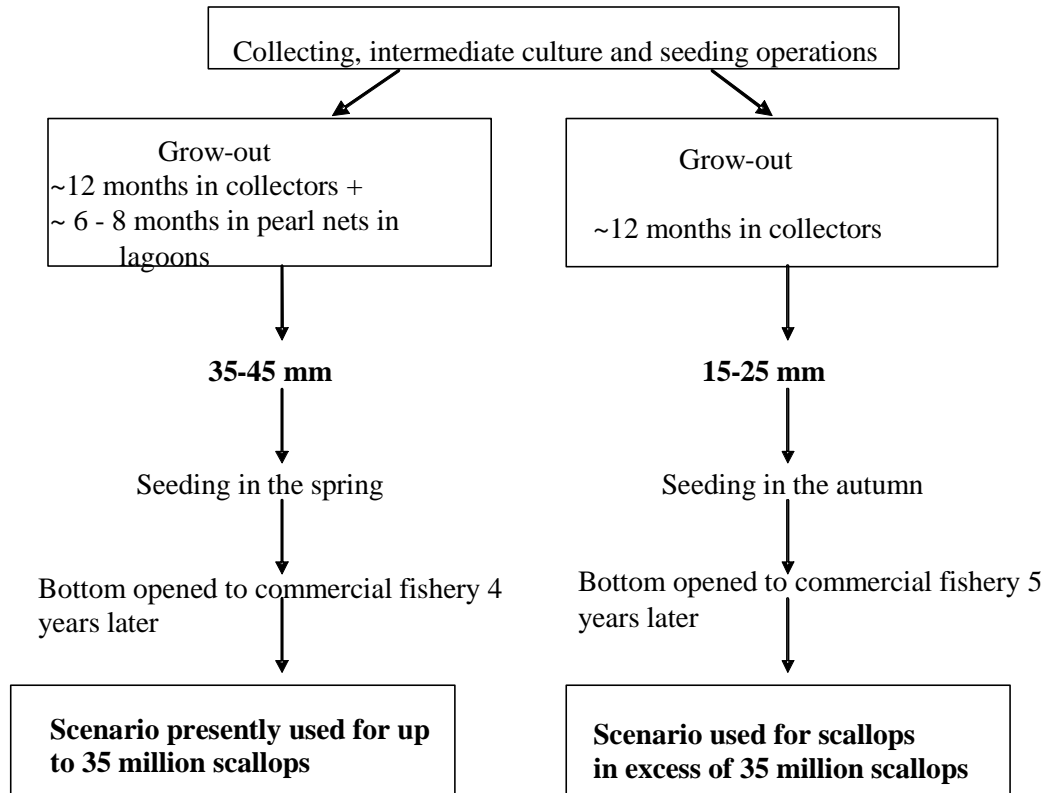 Collecting, intermediate culture and seeding operations
Grow-out
~12 months in collectors +
~ 6 - 8 months in pearl nets in
lagoons
35-45 mm
Seeding in the spring
Bottom opened to commercial fishery 4
years later
Scenario presently used for up
to 35 million scallops
Grow-out
~12 months in collectors
15-25 mm
Seeding in the autumn
Bottom opened to commercial fishery 5
years later
Scenario used for scallops
in excess of 35 million scallops